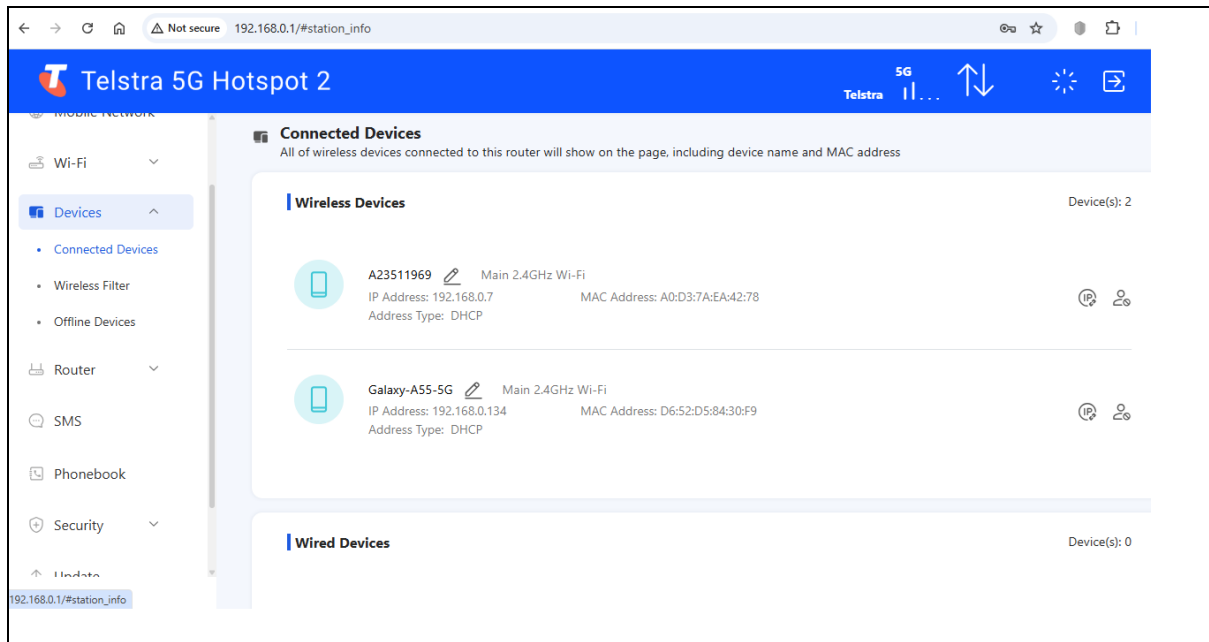 Not secure 192.168.0.1/#station_info
Telstra 5G Hotspot 2
5G
Telstra
Mobile Network
Wi-Fi
Devices
Connected Devices
Wireless Filter
Offline Devices
Router
SMS
Phonebook
Security
Update
192.168.0.1/#station_info
Connected Devices
All of wireless devices connected to this router will show on the page, including device name and MAC address
Wireless Devices Device(s): 2
A23511969 Main 2.4GHz Wi-Fi
IP Address: 192.168.0.7 MAC Address: A0:D3:7A:EA:42:78
Address Type: DHCP
IP
Galaxy-A55-5G Main 2.4GHz Wi-Fi
IP Address: 192.168.0.134 MAC Address: D6:52:D5:84:30:F9
Address Type: DHCP
IP
Wired Devices Device(s): 0